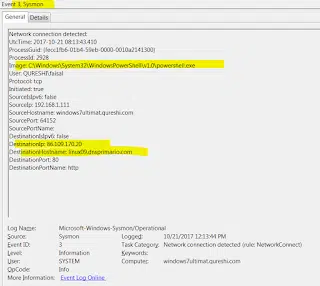 Event 3, Sysmon
General Details
Network connection detected:
UtcTime: 2017-10-21 08:13:43.410
ProcessGuid: {fecc1fb6-01b4-59eb-0000-0010a2141300}
ProcessId: 2928
Image: C:\Windows\System32\WindowsPowerShell\v1.0\powershell.exe
User: QURESHI\faisal
Protocol: tcp
Initiated: true
SourceIsIpv6: false
SourceIp: 192.168.1.111
SourceHostname: windows7ultimat.qureshi.com
SourcePort: 64152
SourcePortName:
DestinationIsIpv6: false
DestinationIp: 86.109.170.20
DestinationHostname: linux09.dnaprimario.com
DestinationPort: 80
DestinationPortName: http
Log Name: Microsoft-Windows-Sysmon/Operational
Source: Sysmon Logged: 10/21/2017 12:13:44 PM
Event ID: 3 Task Category: Network connection detected (rule: NetworkConnect)
Level: Information Keywords:
User: SYSTEM Computer: windows7ultimat.qureshi.com
OpCode: Info
More Information: Event Log Online